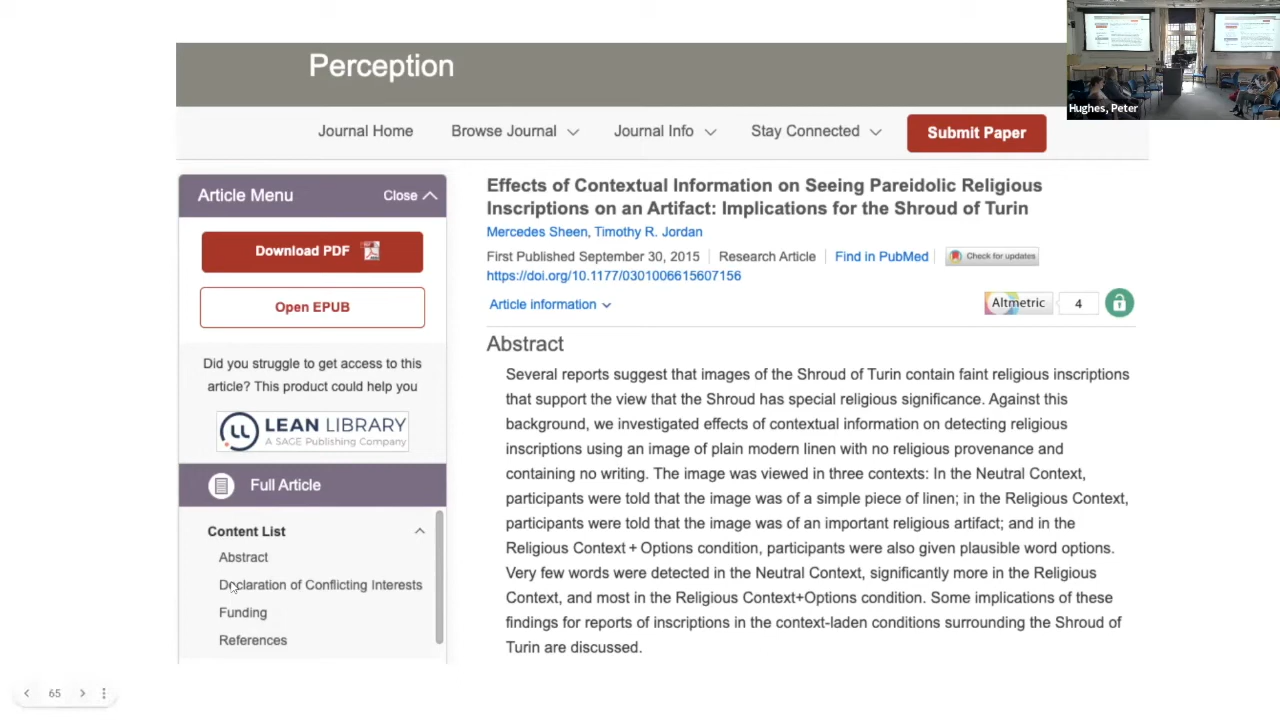 Perception
Hughes, Peter
Journal Home Browse Journal Journal Info Stay Connected Submit Paper
Article Menu Close
Download PDF
Open EPUB
Did you struggle to get access to this
article? This product could help you
LL LEAN LIBRARY
A SAGE Publishing Company
Full Article
Content List
Abstract
Declaration of Conflicting Interests
Funding
References
Effects of Contextual Information on Seeing Pareidolic Religious
Inscriptions on an Artifact: Implications for the Shroud of Turin
Mercedes Sheen, Timothy R. Jordan
First Published September 30, 2015 Research Article Find in PubMed Check for updates
https://doi.org/10.1177/0301006615607156
Article information
Altmetric 4
Abstract
Several reports suggest that images of the Shroud of Turin contain faint religious inscriptions
that support the view that the Shroud has special religious significance. Against this
background, we investigated effects of contextual information on detecting religious
inscriptions using an image of plain modern linen with no religious provenance and
containing no writing. The image was viewed in three contexts: In the Neutral Context,
participants were told that the image was of a simple piece of linen; in the Religious Context,
participants were told that the image was of an important religious artifact; and in the
Religious Context + Options condition, participants were also given plausible word options.
Very few words were detected in the Neutral Context, significantly more in the Religious
Context, and most in the Religious Context+Options condition. Some implications of these
findings for reports of inscriptions in the context-laden conditions surrounding the Shroud of
Turin are discussed.
65